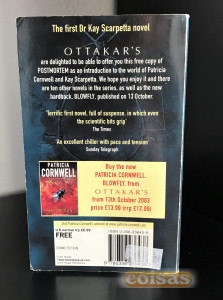 The first Dr Kay Scarpetta novel
OTTAKAR'S
are delighted to be able to offer you this free copy of
POSTMORTEM as an introduction to the world of Patricia
Cornwell and Kay Scarpetta. We hope you enjoy it and there
are ten other novels in the series, as well as the new
hardback, BLOWFLY, published on 13 October.
'Terrific first novel, full of suspense, in which even
the scientific bits grip'
The Times
'An excellent chiller with pace and tension'
Sunday Telegraph
PATRICIA
CORNWELL
Buy the new
PATRICIA CORNWELL,
BLOWFLY, from
OTTAKAR'S
from 13th October 2003
price £13.99 (rrp £17.99)
FREE
CRIME FICTION
coisas